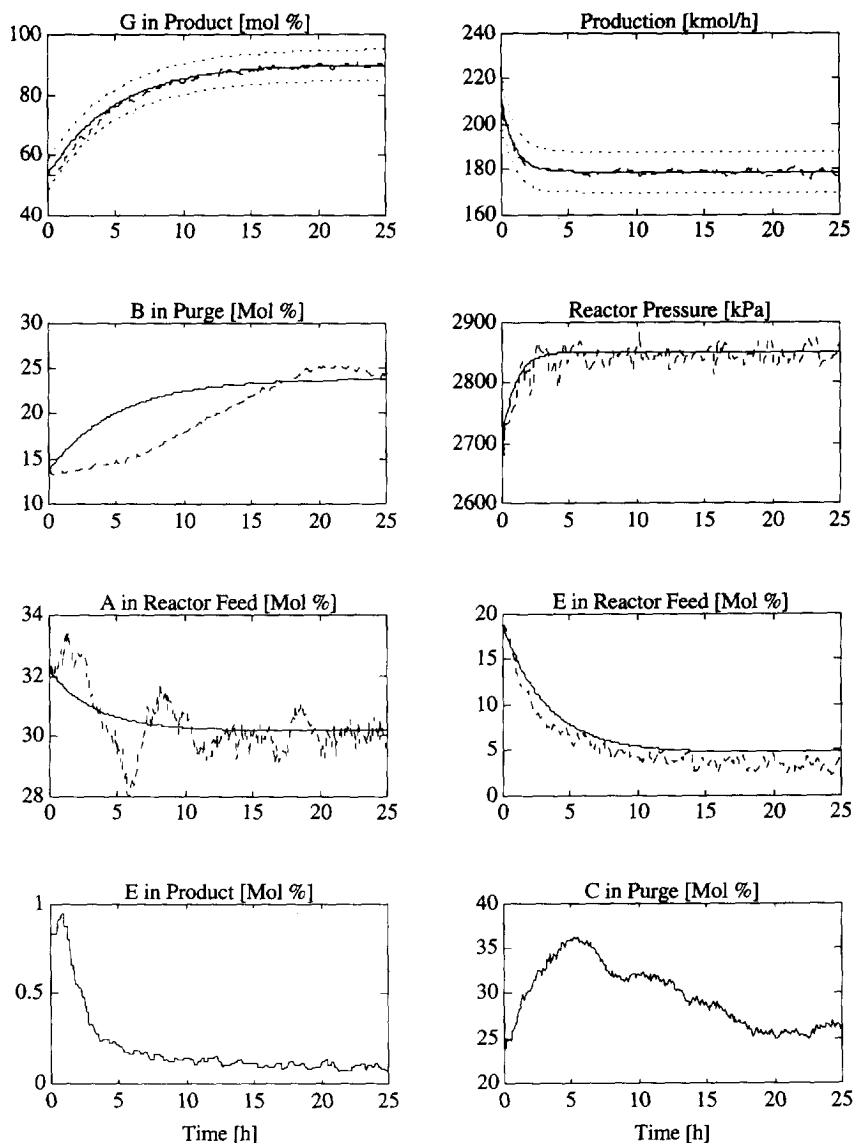 G in Product [mol %]
100
80
60
40
0 5 10 15 20 25
Production [kmol/h]
240
220
200
180
160
0 5 10 15 20 25
B in Purge [Mol %]
30
25
20
15
10
0 5 10 15 20 25
Reactor Pressure [kPa]
2900
2800
2700
2600
0 5 10 15 20 25
A in Reactor Feed [Mol %]
34
32
30
28
0 5 10 15 20 25
E in Reactor Feed [Mol %]
20
15
10
5
0
0 5 10 15 20 25
E in Product [Mol %]
1
0.5
0
0 5 10 15 20 25
Time [h]
C in Purge [Mol %]
40
35
30
25
20
0 5 10 15 20 25
Time [h]